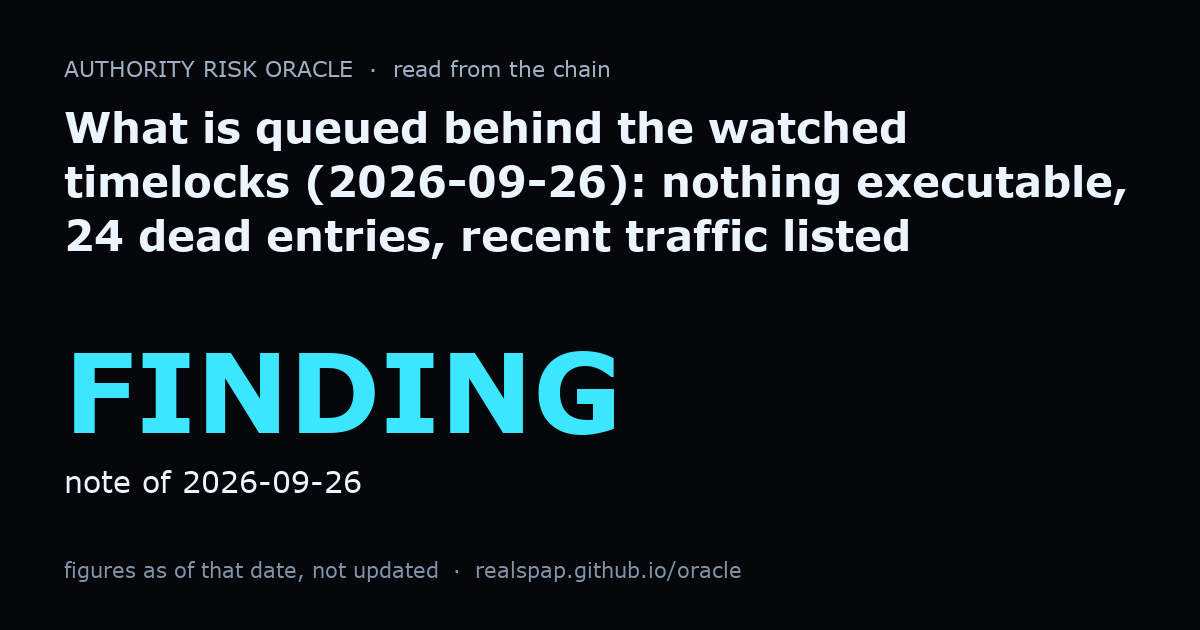 AUTHORITY RISK ORACLE · read from the chain
What is queued behind the watched
timelocks (2026-09-26): nothing executable,
24 dead entries, recent traffic listed
FINDING
note of 2026-09-26
figures as of that date, not updated · realspap.github.io/oracle